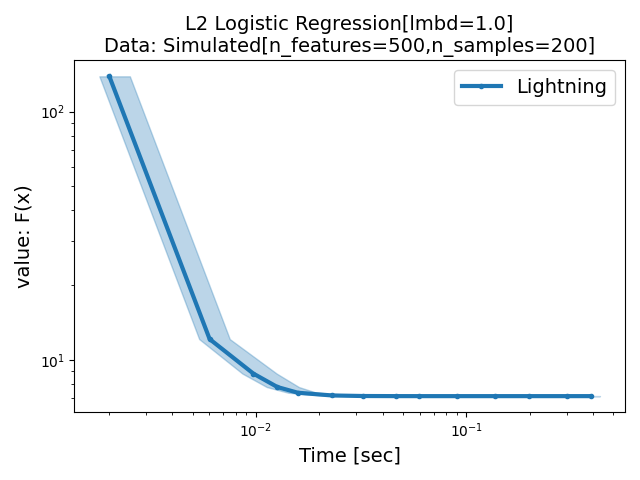 L2 Logistic Regression[lmbd=1.0]
Data: Simulated[n_features=500,n_samples=200]
Lightning
value: F(x)
10²
10¹
10⁻²
10⁻¹
Time [sec]